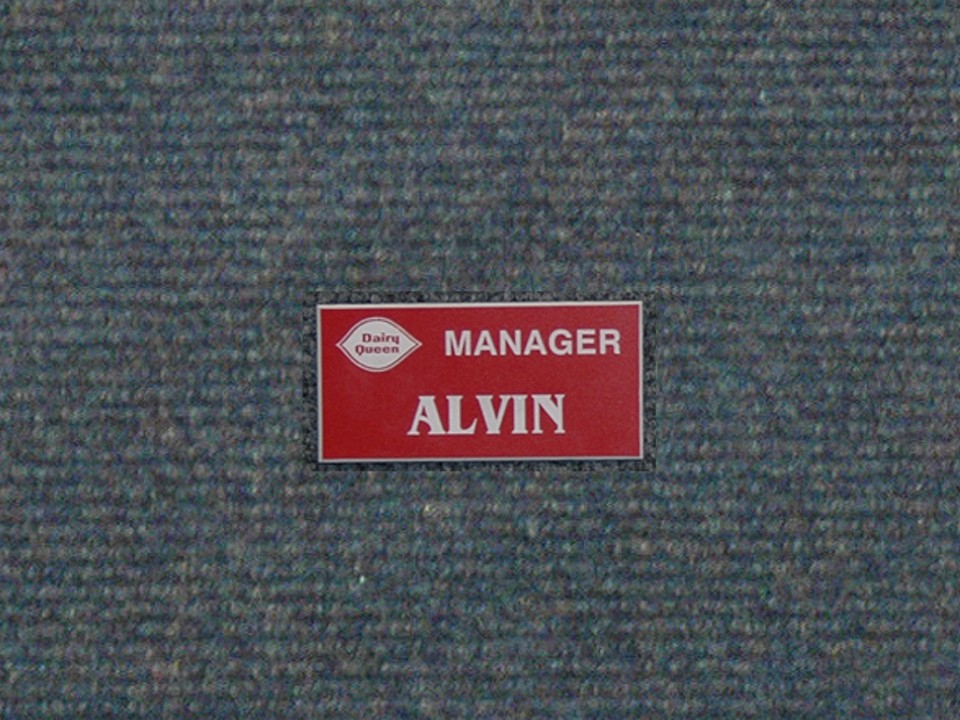 Dairy
Queen
MANAGER
ALVIN